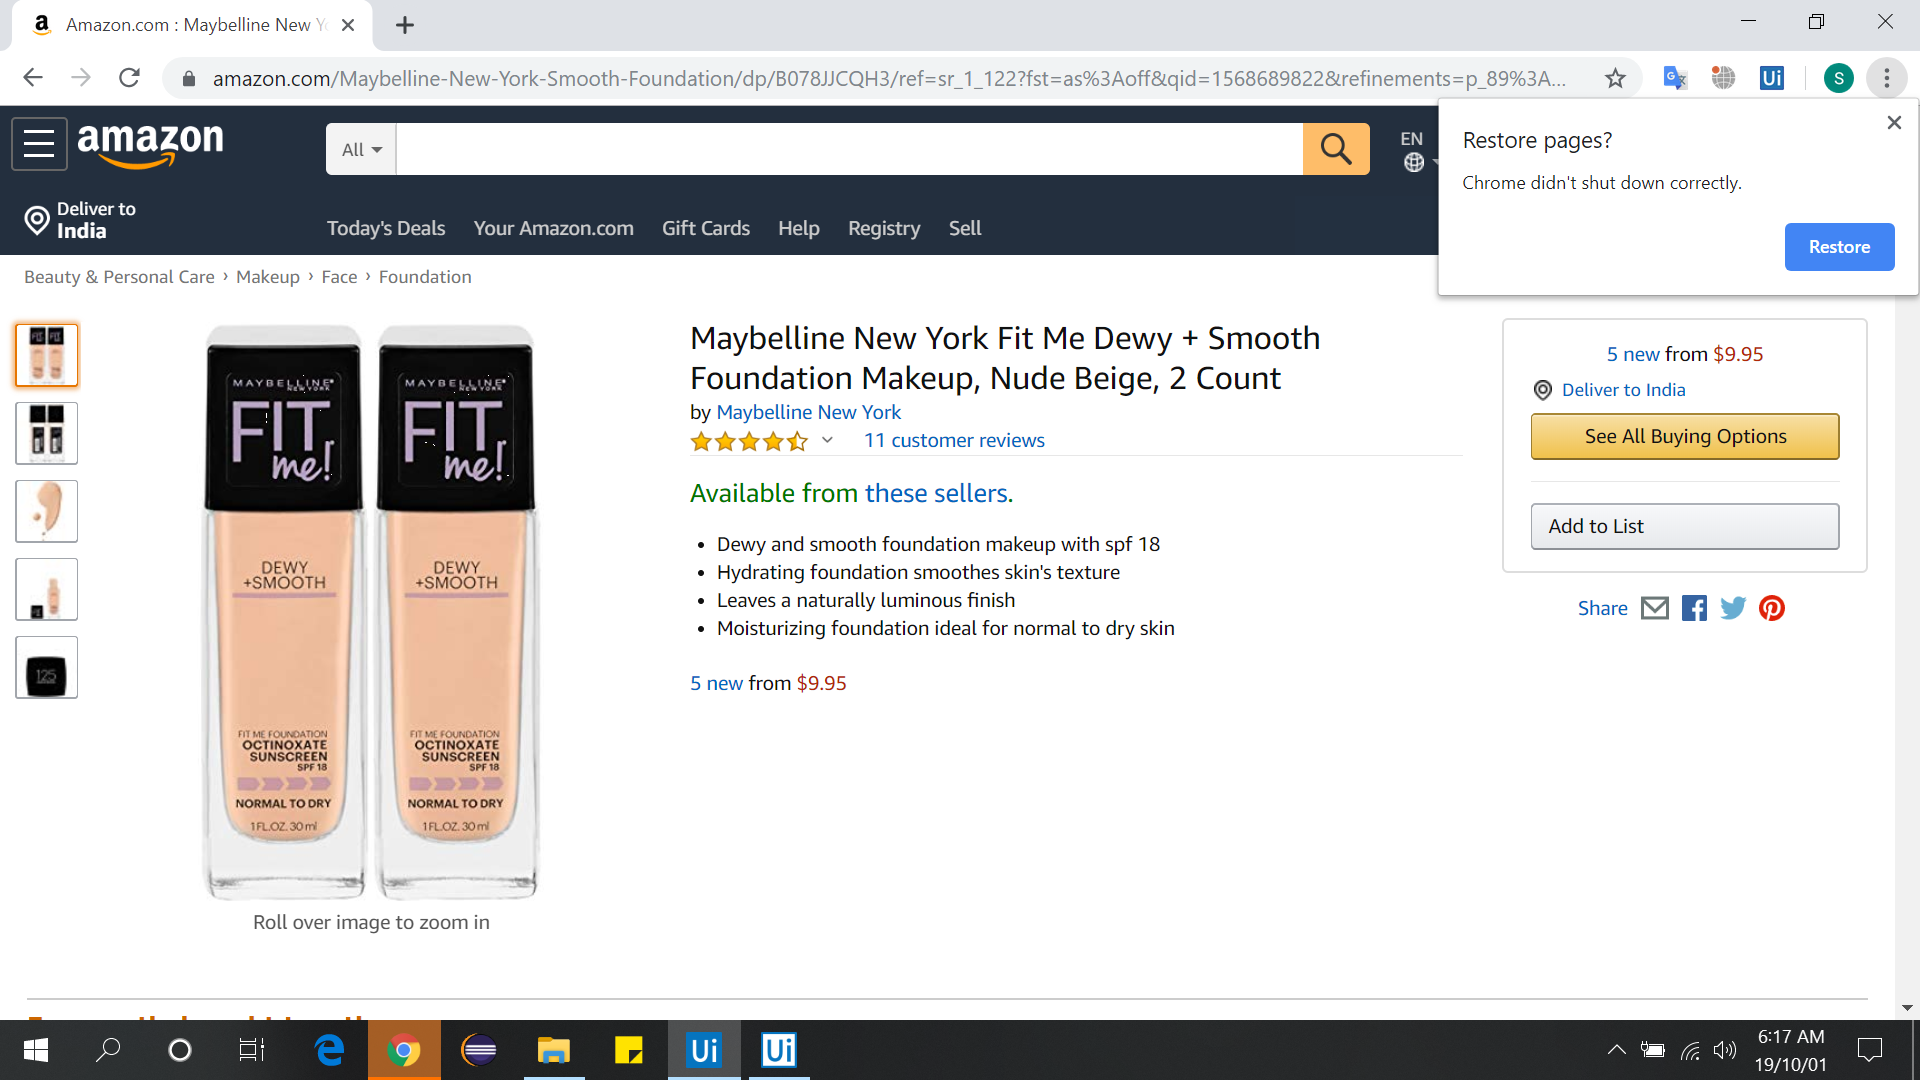 Amazon.com : Maybelline New Y
amazon.com/Maybelline-New-York-Smooth-Foundation/dp/B078JJCQH3/ref=sr_1_122?fst=as%3Aoff&qid=1568689822&refinements=p_89%3A...
S
Ui
Restore pages?
Chrome didn't shut down correctly.
Restore
amazon
All
EN
Deliver to
India
Today's Deals
Your Amazon.com
Gift Cards
Help
Registry
Sell
Beauty & Personal Care › Makeup › Face › Foundation
MAYBELLINE
NEW YORK
FIT
me!
DEWY
+SMOOTH
FIT ME FOUNDATION
OCTINOXATE
SUNSCREEN
SPF 18
NORMAL TO DRY
1 FL.OZ. 30 ml
MAYBELLINE
NEW YORK
FIT
me!
DEWY
+SMOOTH
FIT ME FOUNDATION
OCTINOXATE
SUNSCREEN
SPF 18
NORMAL TO DRY
1 FL.OZ. 30 ml
125
Roll over image to zoom in
Maybelline New York Fit Me Dewy + Smooth
Foundation Makeup, Nude Beige, 2 Count
by Maybelline New York
11 customer reviews
Available from these sellers.
• Dewy and smooth foundation makeup with spf 18
• Hydrating foundation smoothes skin's texture
• Leaves a naturally luminous finish
• Moisturizing foundation ideal for normal to dry skin
5 new from $9.95
5 new from $9.95
Deliver to India
See All Buying Options
Add to List
Share
Ui
Ui
6:17 AM
19/10/01